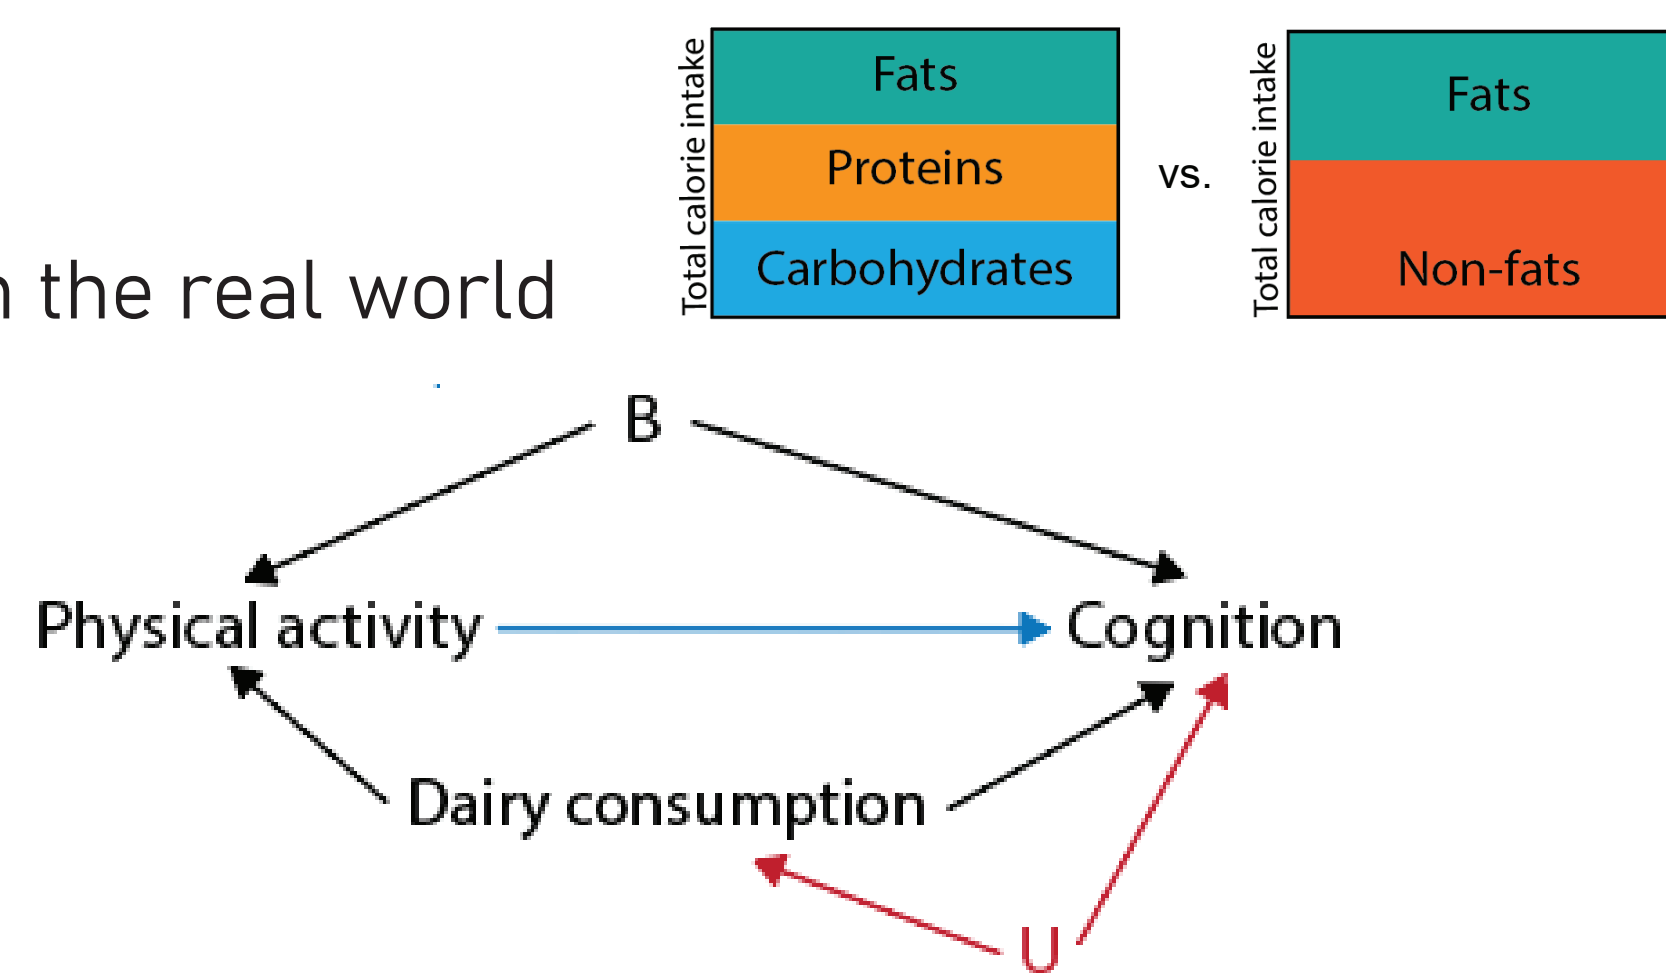 Total calorie intake
Fats
Proteins
Carbohydrates
vs.
Total calorie intake
Fats
Non-fats
the real world
B
Physical activity
Cognition
Dairy consumption
U